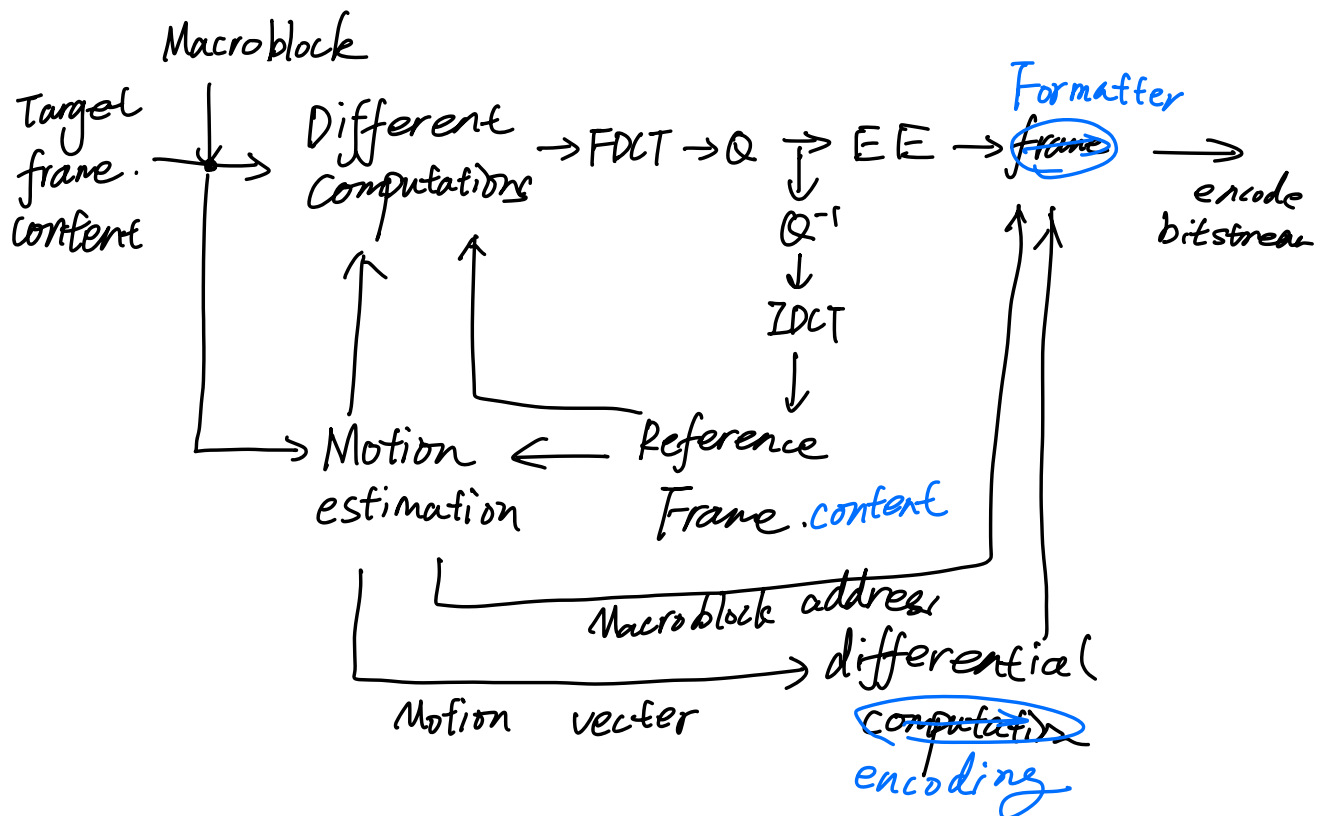 Macroblock
Target
frame.
content
Different
Computations
FDCT
Q
EE
Formatter
frame
encode
bitstream
Q⁻¹
IDCT
Motion
estimation
Reference
Frame.content
Macroblock address
Motion vecter
differential
computation
encoding